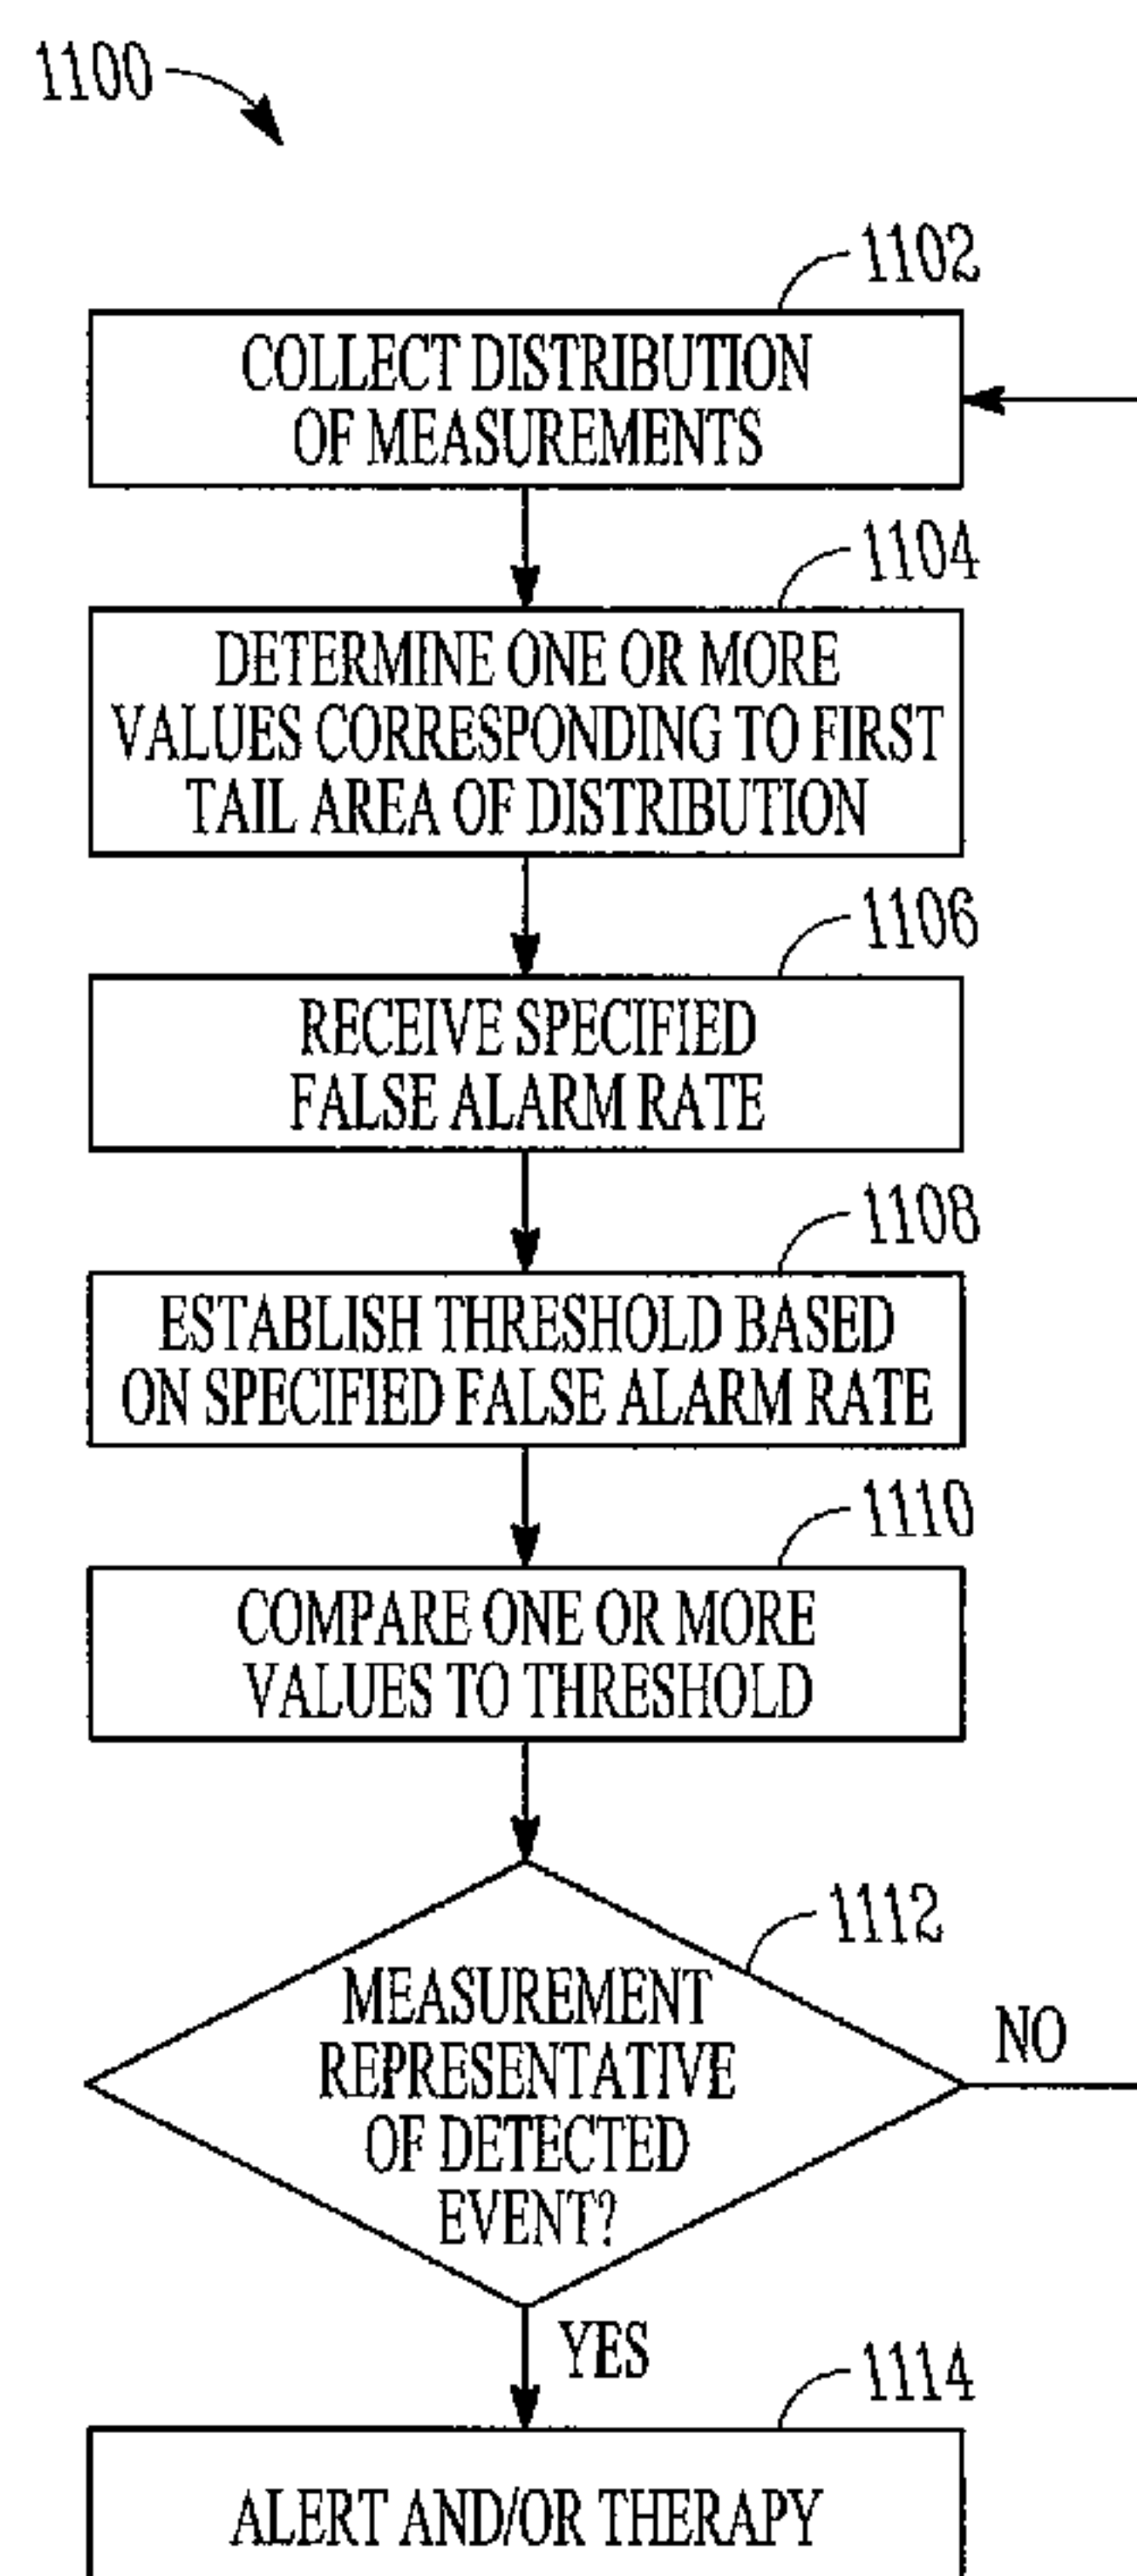 1100
1102
COLLECT DISTRIBUTION
OF MEASUREMENTS
1104
DETERMINE ONE OR MORE
VALUES CORRESPONDING TO FIRST
TAIL AREA OF DISTRIBUTION
1106
RECEIVE SPECIFIED
FALSE ALARM RATE
1108
ESTABLISH THRESHOLD BASED
ON SPECIFIED FALSE ALARM RATE
1110
COMPARE ONE OR MORE
VALUES TO THRESHOLD
1112
MEASUREMENT
REPRESENTATIVE
OF DETECTED
EVENT?
NO
YES
1114
ALERT AND/OR THERAPY